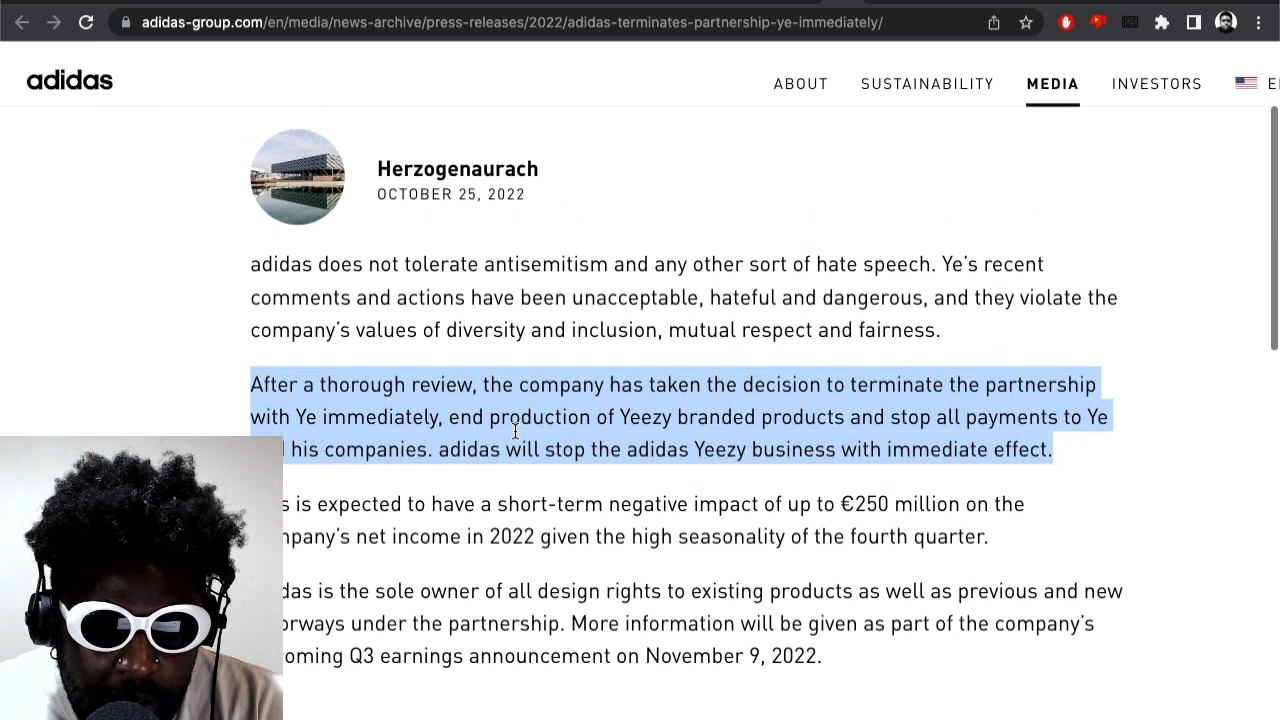 adidas-group.com/en/media/news-archive/press-releases/2022/adidas-terminates-partnership-ye-immediately/
adidas
ABOUT SUSTAINABILITY MEDIA INVESTORS
Herzogenaurach
OCTOBER 25, 2022
adidas does not tolerate antisemitism and any other sort of hate speech. Ye's recent
comments and actions have been unacceptable, hateful and dangerous, and they violate the
company's values of diversity and inclusion, mutual respect and fairness.
After a thorough review, the company has taken the decision to terminate the partnership
with Ye immediately, end production of Yeezy branded products and stop all payments to Ye
his companies. adidas will stop the adidas Yeezy business with immediate effect.
is expected to have a short-term negative impact of up to €250 million on the
net income in 2022 given the high seasonality of the fourth quarter.
is the sole owner of all design rights to existing products as well as previous and new
under the partnership. More information will be given as part of the company's
Q3 earnings announcement on November 9, 2022.